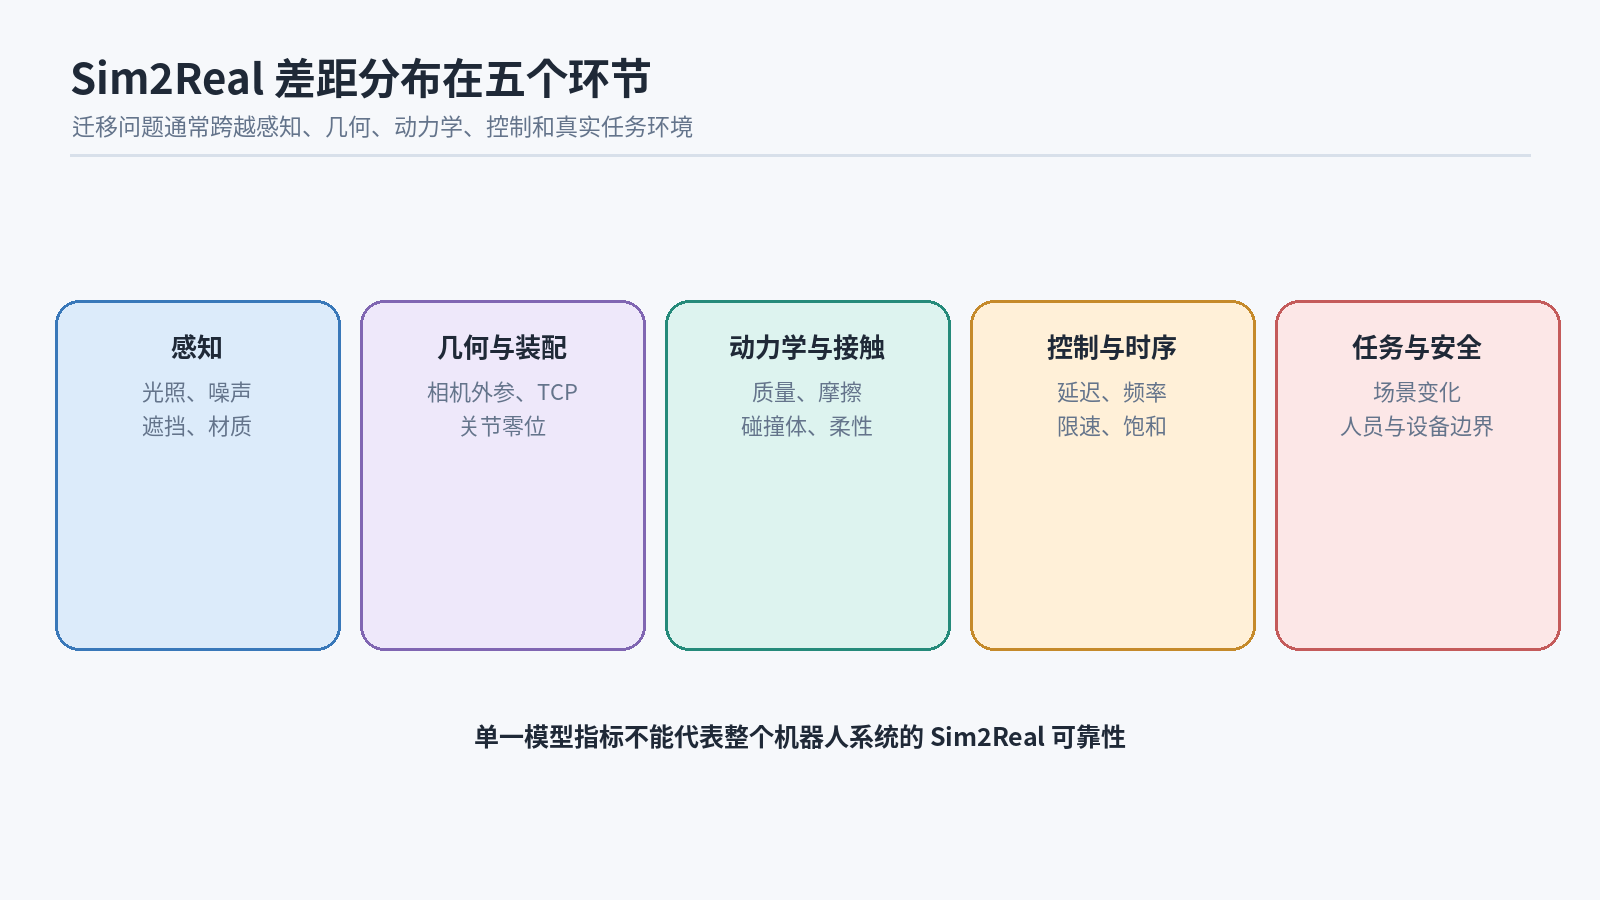 Sim2Real 差距分布在五个环节
迁移问题通常跨越感知、几何、动力学、控制和真实任务环境
感知
光照、噪声
遮挡、材质
几何与装配
相机外参、TCP
关节零位
动力学与接触
质量、摩擦
碰撞体、柔性
控制与时序
延迟、频率
限速、饱和
任务与安全
场景变化
人员与设备边界
单一模型指标不能代表整个机器人系统的 Sim2Real 可靠性